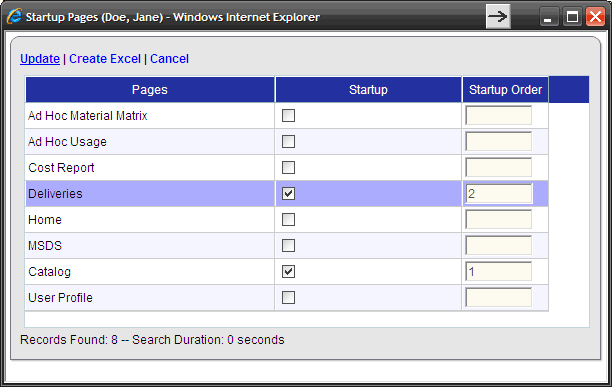 Startup Pages (Doe, Jane) - Windows Internet Explorer
Update | Create Excel | Cancel
Pages Startup Startup Order
Ad Hoc Material Matrix
Ad Hoc Usage
Cost Report
Deliveries 2
Home
MSDS
Catalog 1
User Profile
Records Found: 8 -- Search Duration: 0 seconds